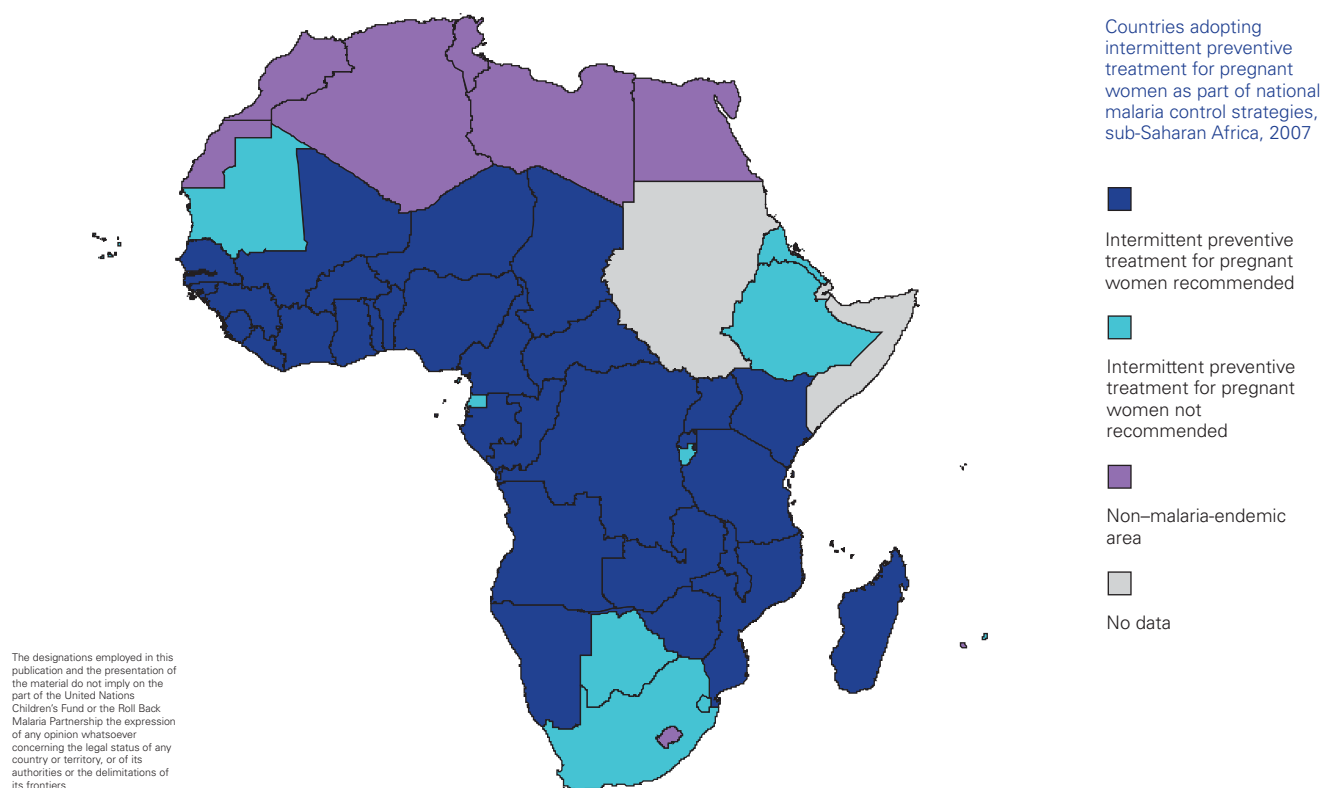 Countries adopting
intermittent preventive
treatment for pregnant
women as part of national
malaria control strategies,
sub-Saharan Africa, 2007
Intermittent preventive
treatment for pregnant
women recommended
Intermittent preventive
treatment for pregnant
women not
recommended
Non–malaria-endemic
area
No data
The designations employed in this
publication and the presentation of
the material do not imply on the
part of the United Nations
Children's Fund or the Roll Back
Malaria Partnership the expression
of any opinion whatsoever
concerning the legal status of any
country or territory, or of its
authorities or the delimitations of
its frontiers